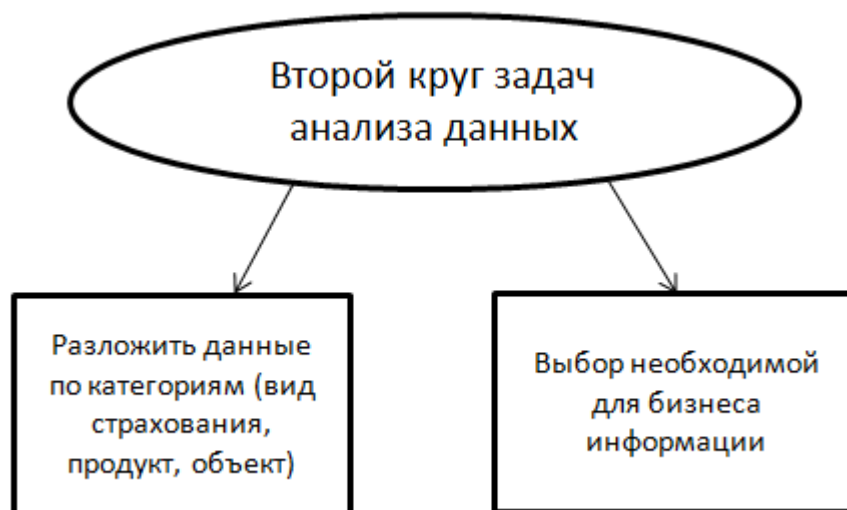 Второй круг задач
анализа данных
Разложить данные
по категориям (вид
страхования,
продукт, объект)
Выбор необходимой
для бизнеса
информации